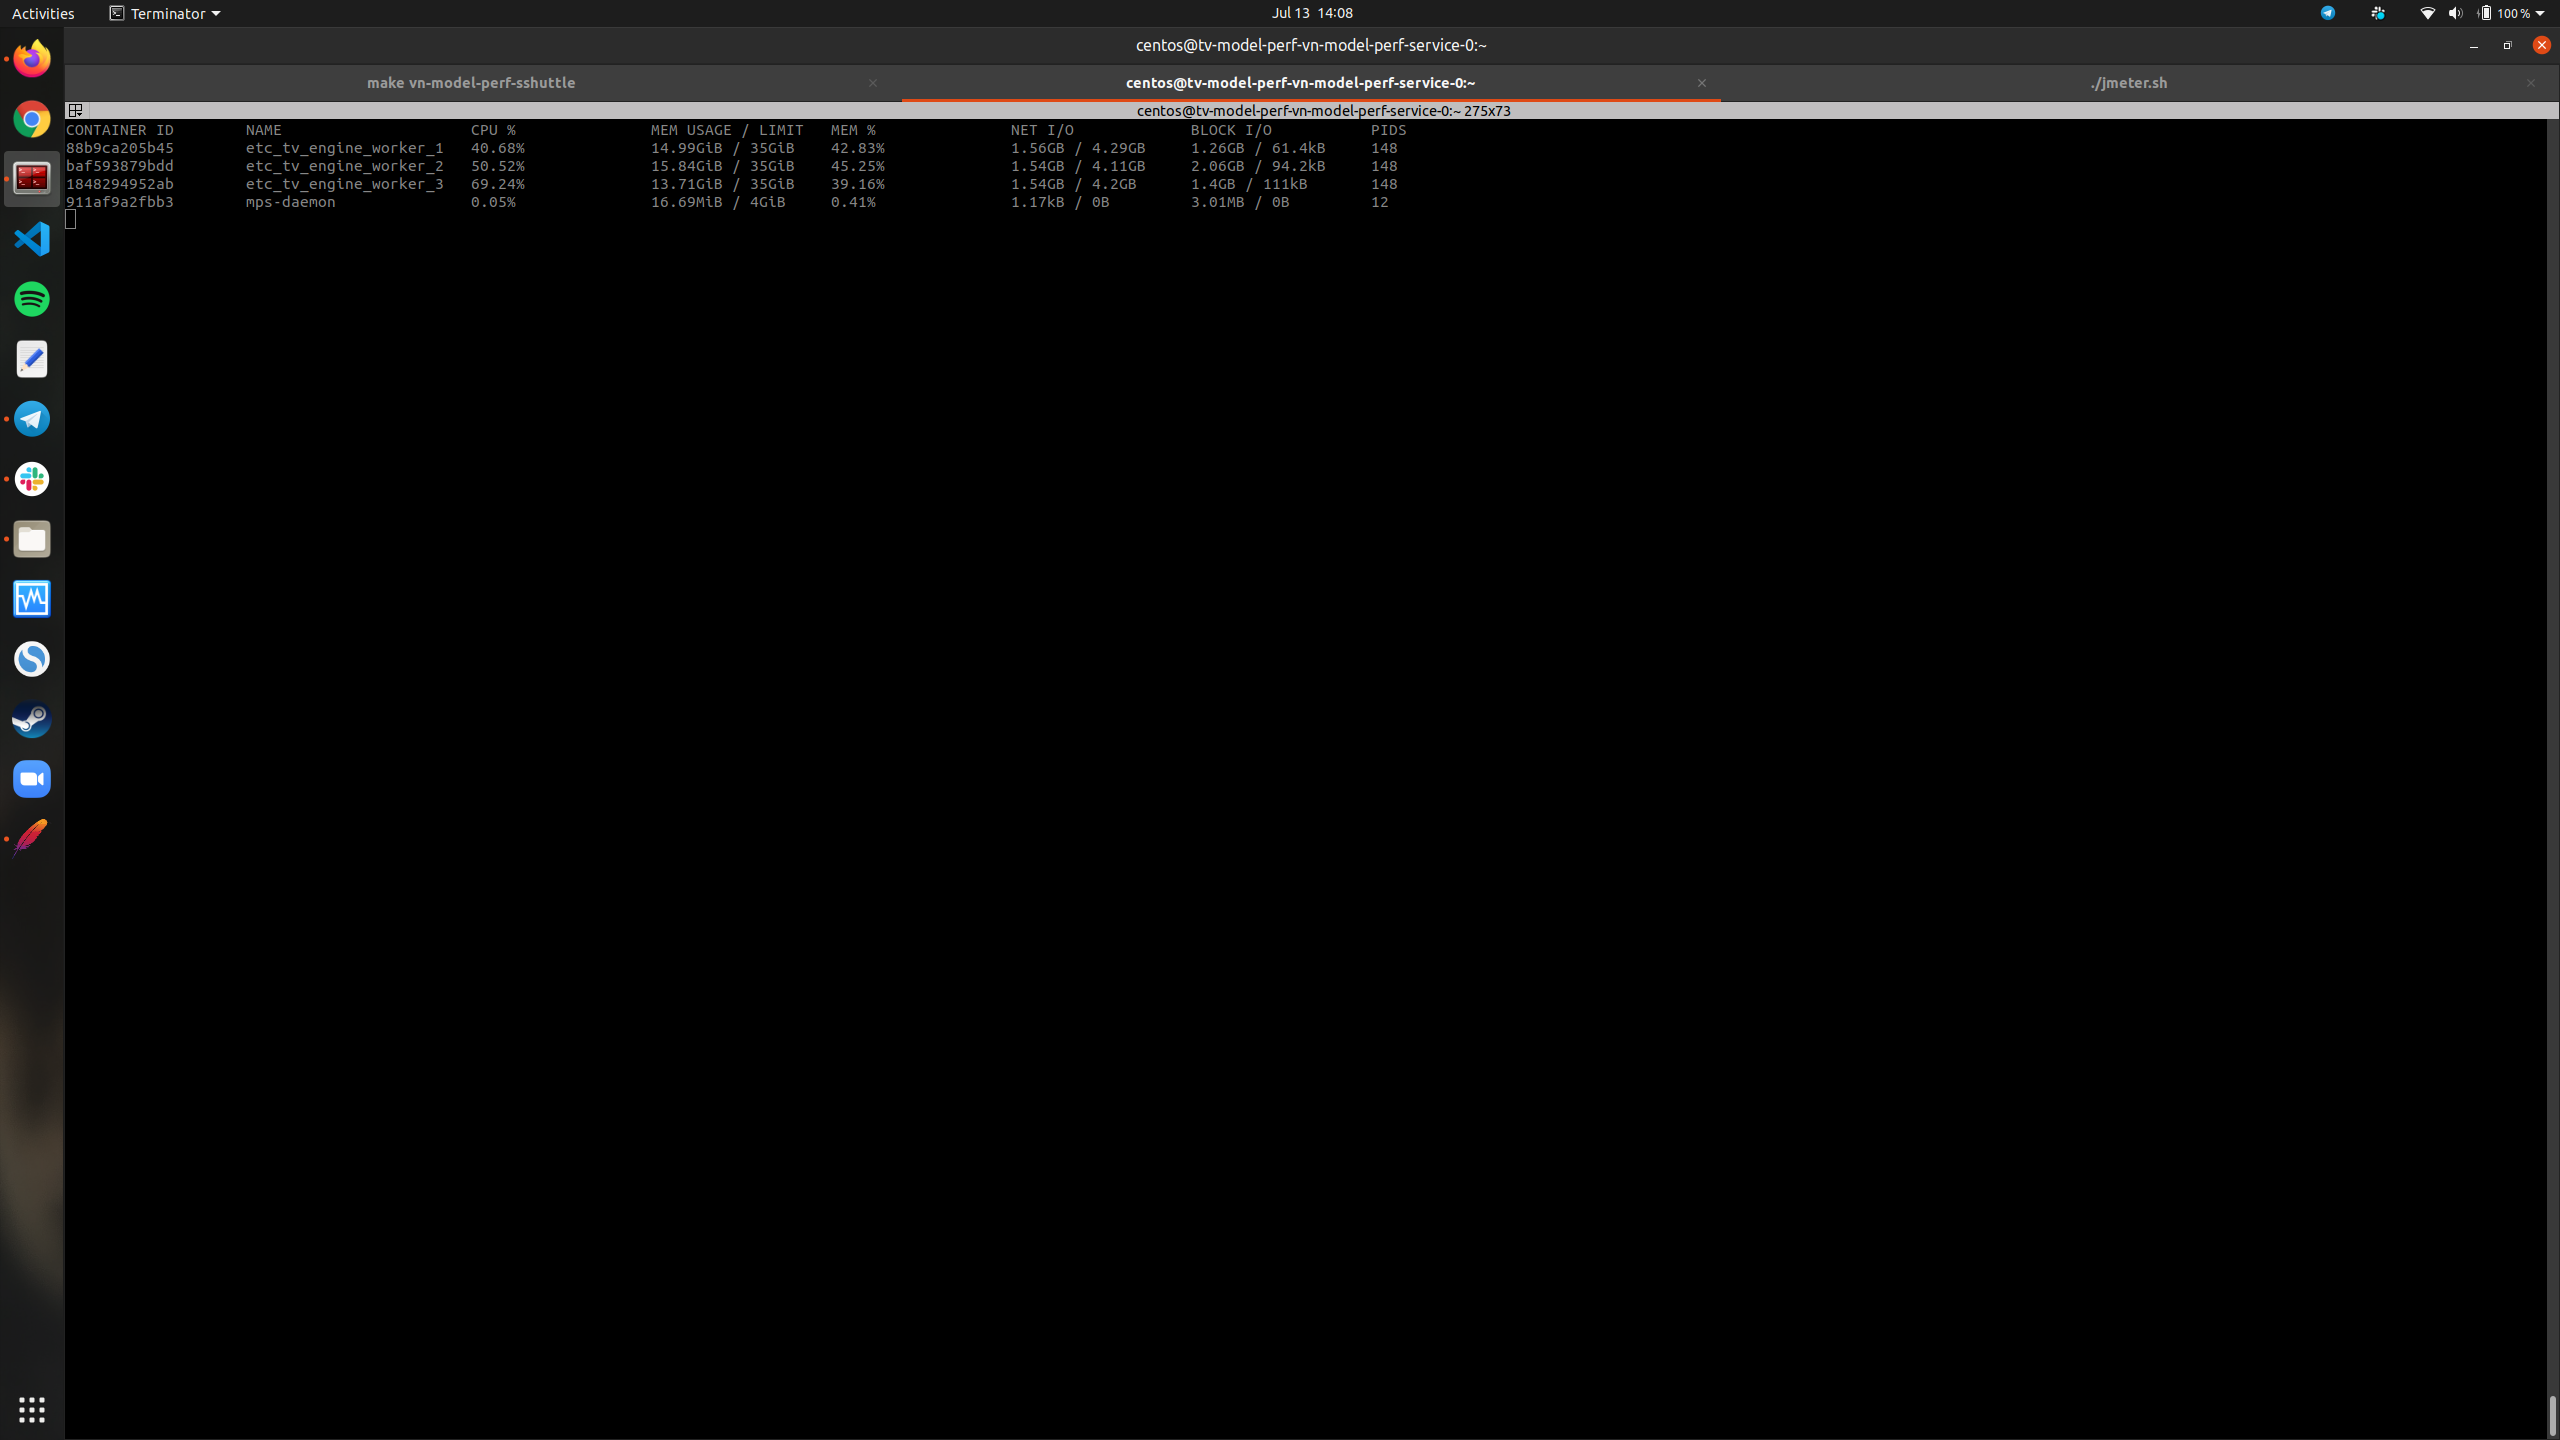 Activities Terminator Jul 13 14:08 100 %
centos@tv-model-perf-vn-model-perf-service-0:~
make vn-model-perf-sshuttle × centos@tv-model-perf-vn-model-perf-service-0:~ × ./jmeter.sh ×
centos@tv-model-perf-vn-model-perf-service-0:~ 275x73
CONTAINER ID NAME CPU % MEM USAGE / LIMIT MEM % NET I/O BLOCK I/O PIDS
88b9ca205b45 etc_tv_engine_worker_1 40.68% 14.99GiB / 35GiB 42.83% 1.56GB / 4.29GB 1.26GB / 61.4kB 148
baf593879bdd etc_tv_engine_worker_2 50.52% 15.84GiB / 35GiB 45.25% 1.54GB / 4.11GB 2.06GB / 94.2kB 148
1848294952ab etc_tv_engine_worker_3 69.24% 13.71GiB / 35GiB 39.16% 1.54GB / 4.2GB 1.4GB / 111kB 148
911af9a2fbb3 mps-daemon 0.05% 16.69MiB / 4GiB 0.41% 1.17kB / 0B 3.01MB / 0B 12